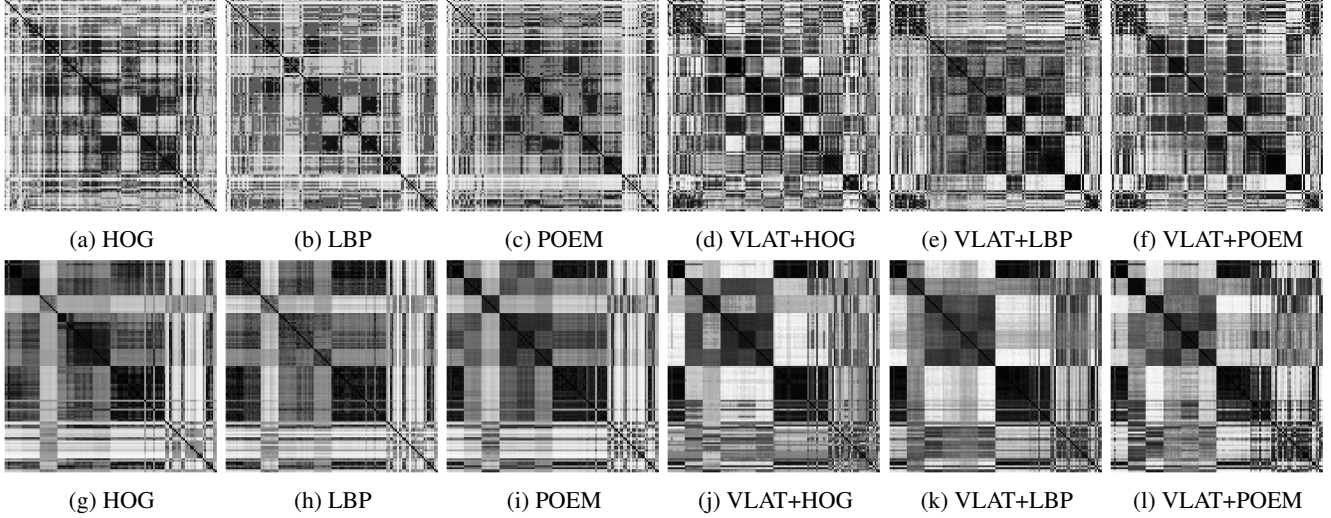 (a) HOG (b) LBP (c) POEM (d) VLAT+HOG (e) VLAT+LBP (f) VLAT+POEM
(g) HOG (h) LBP (i) POEM (j) VLAT+HOG (k) VLAT+LBP (l) VLAT+POEM